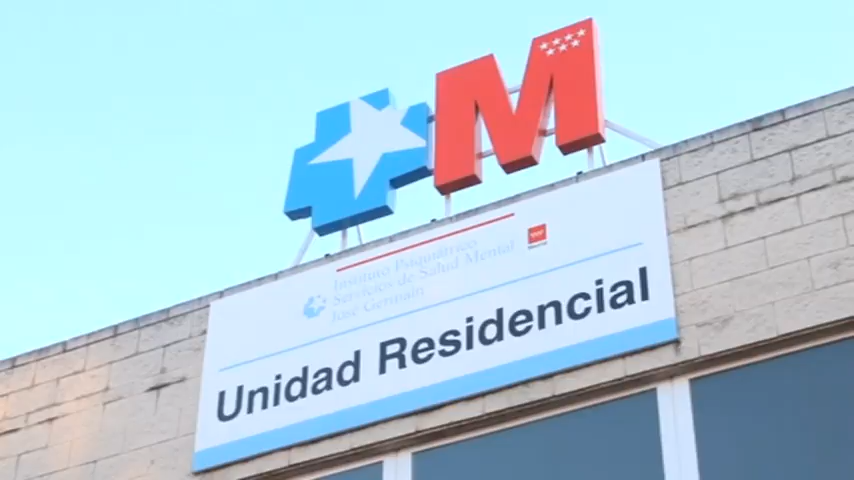 M
Instituto Psiquiátrico
Servicios de Salud Mental
José Germain
Unidad Residencial